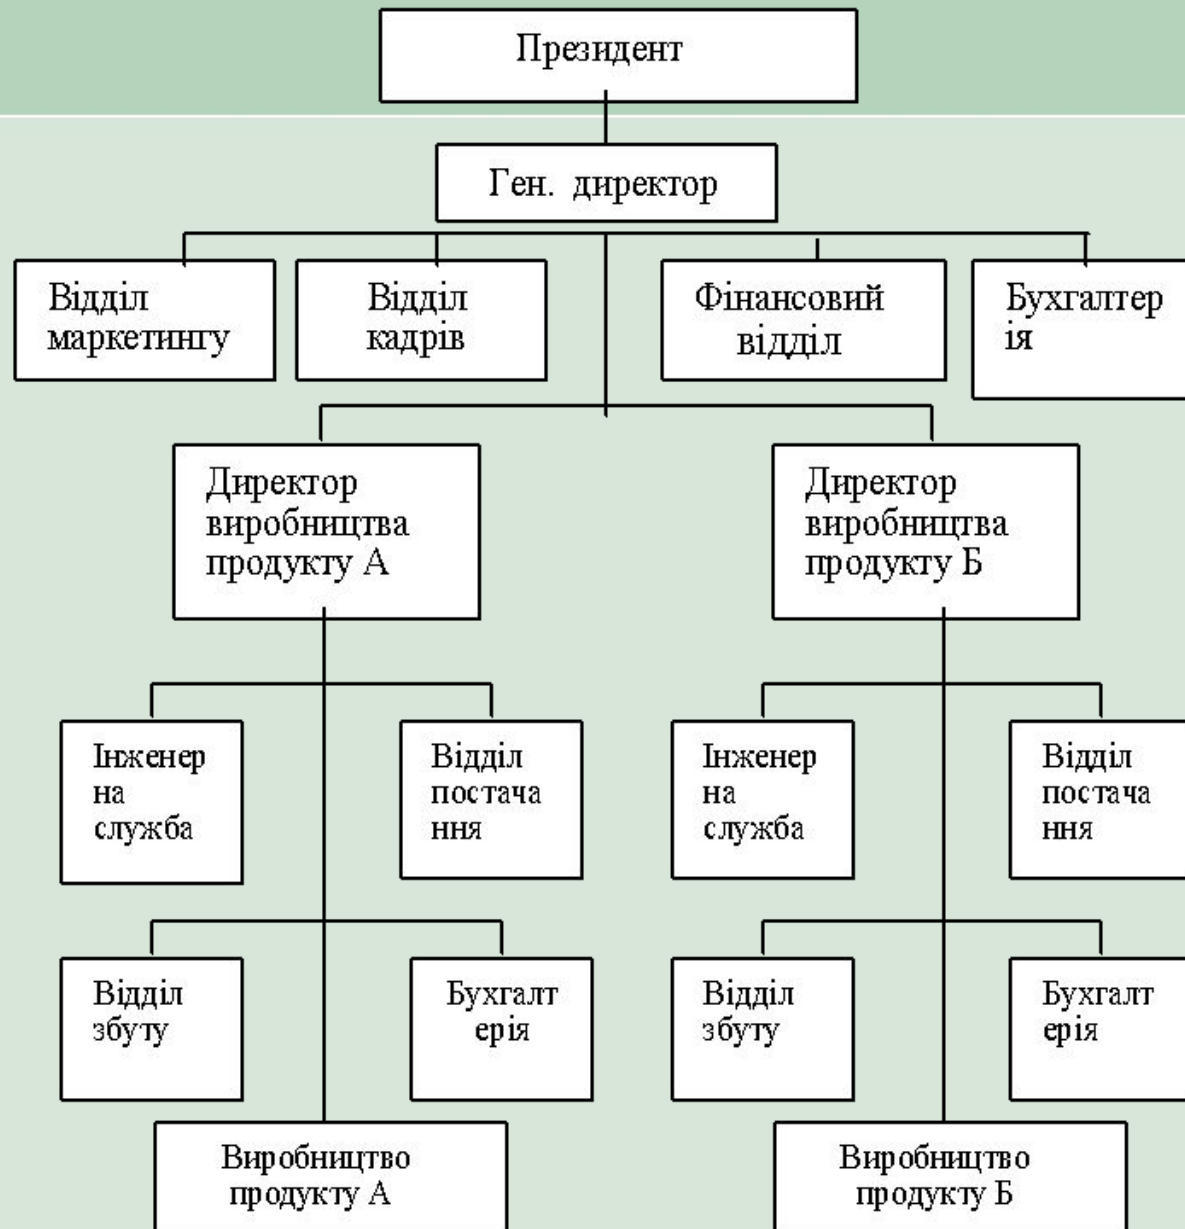 Президент
Ген. директор
Відділ
маркетингу
Відділ
кадрів
Фінансовий
відділ
Бухгалтер
ія
Директор
виробництва
продукту А
Директор
виробництва
продукту Б
Інженер
на
служба
Відділ
постача
ння
Інженер
на
служба
Відділ
постача
ння
Відділ
збуту
Бухгалт
ерія
Відділ
збуту
Бухгалт
ерія
Виробництво
продукту А
Виробництво
продукту Б